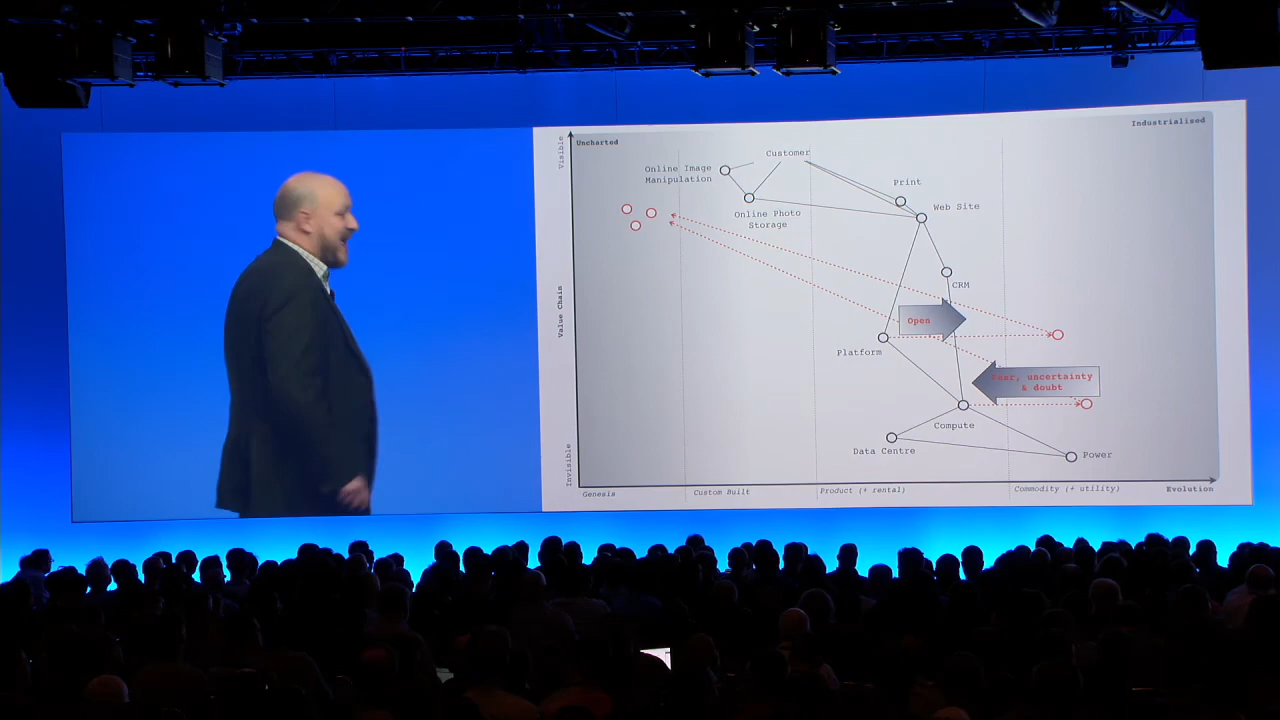 Uncharted
Industrialised
Visible
Customer
Online Image
Manipulation
Print
Web Site
Online Photo
Storage
CRM
Value Chain
Open
Platform
Fear, uncertainty
& doubt
Compute
Data Centre
Power
Invisible
Genesis
Custom Built
Product (+ rental)
Commodity (+ utility)
Evolution